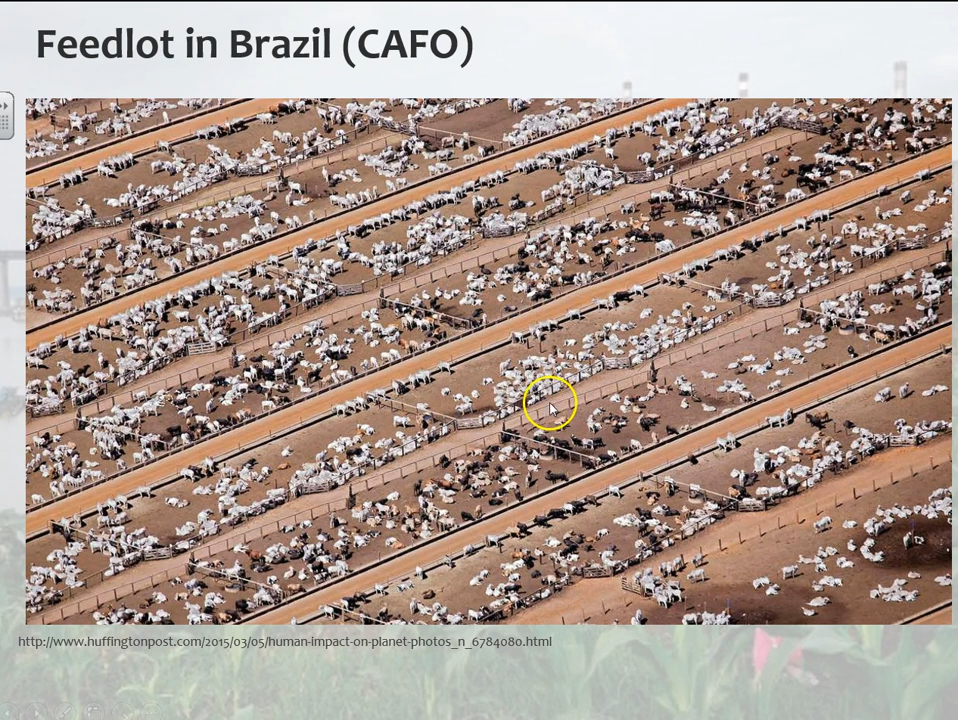 Feedlot in Brazil (CAFO)
http://www.huffingtonpost.com/2015/03/05/human-impact-on-planet-photos_n_6784080.html